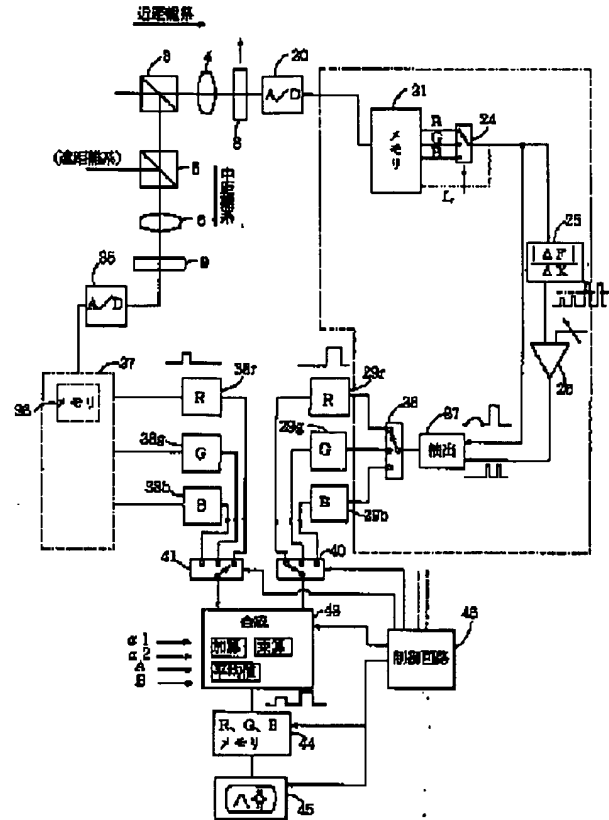 近距離系
3
4
20
A/D
8
21
メモリ
R
G
B
24
L
(遠距離系)
5
6
9
35
A/D
25
|ΔF|
ΔX
26
37
36
メモリ
38r
R
38g
G
38b
B
29r
R
29g
G
29b
B
28
27
抽出
41
40
43
合成
加算
乗算
平均値
α1
α2
A
B
46
制御回路
R、G、B
メモリ
44
45